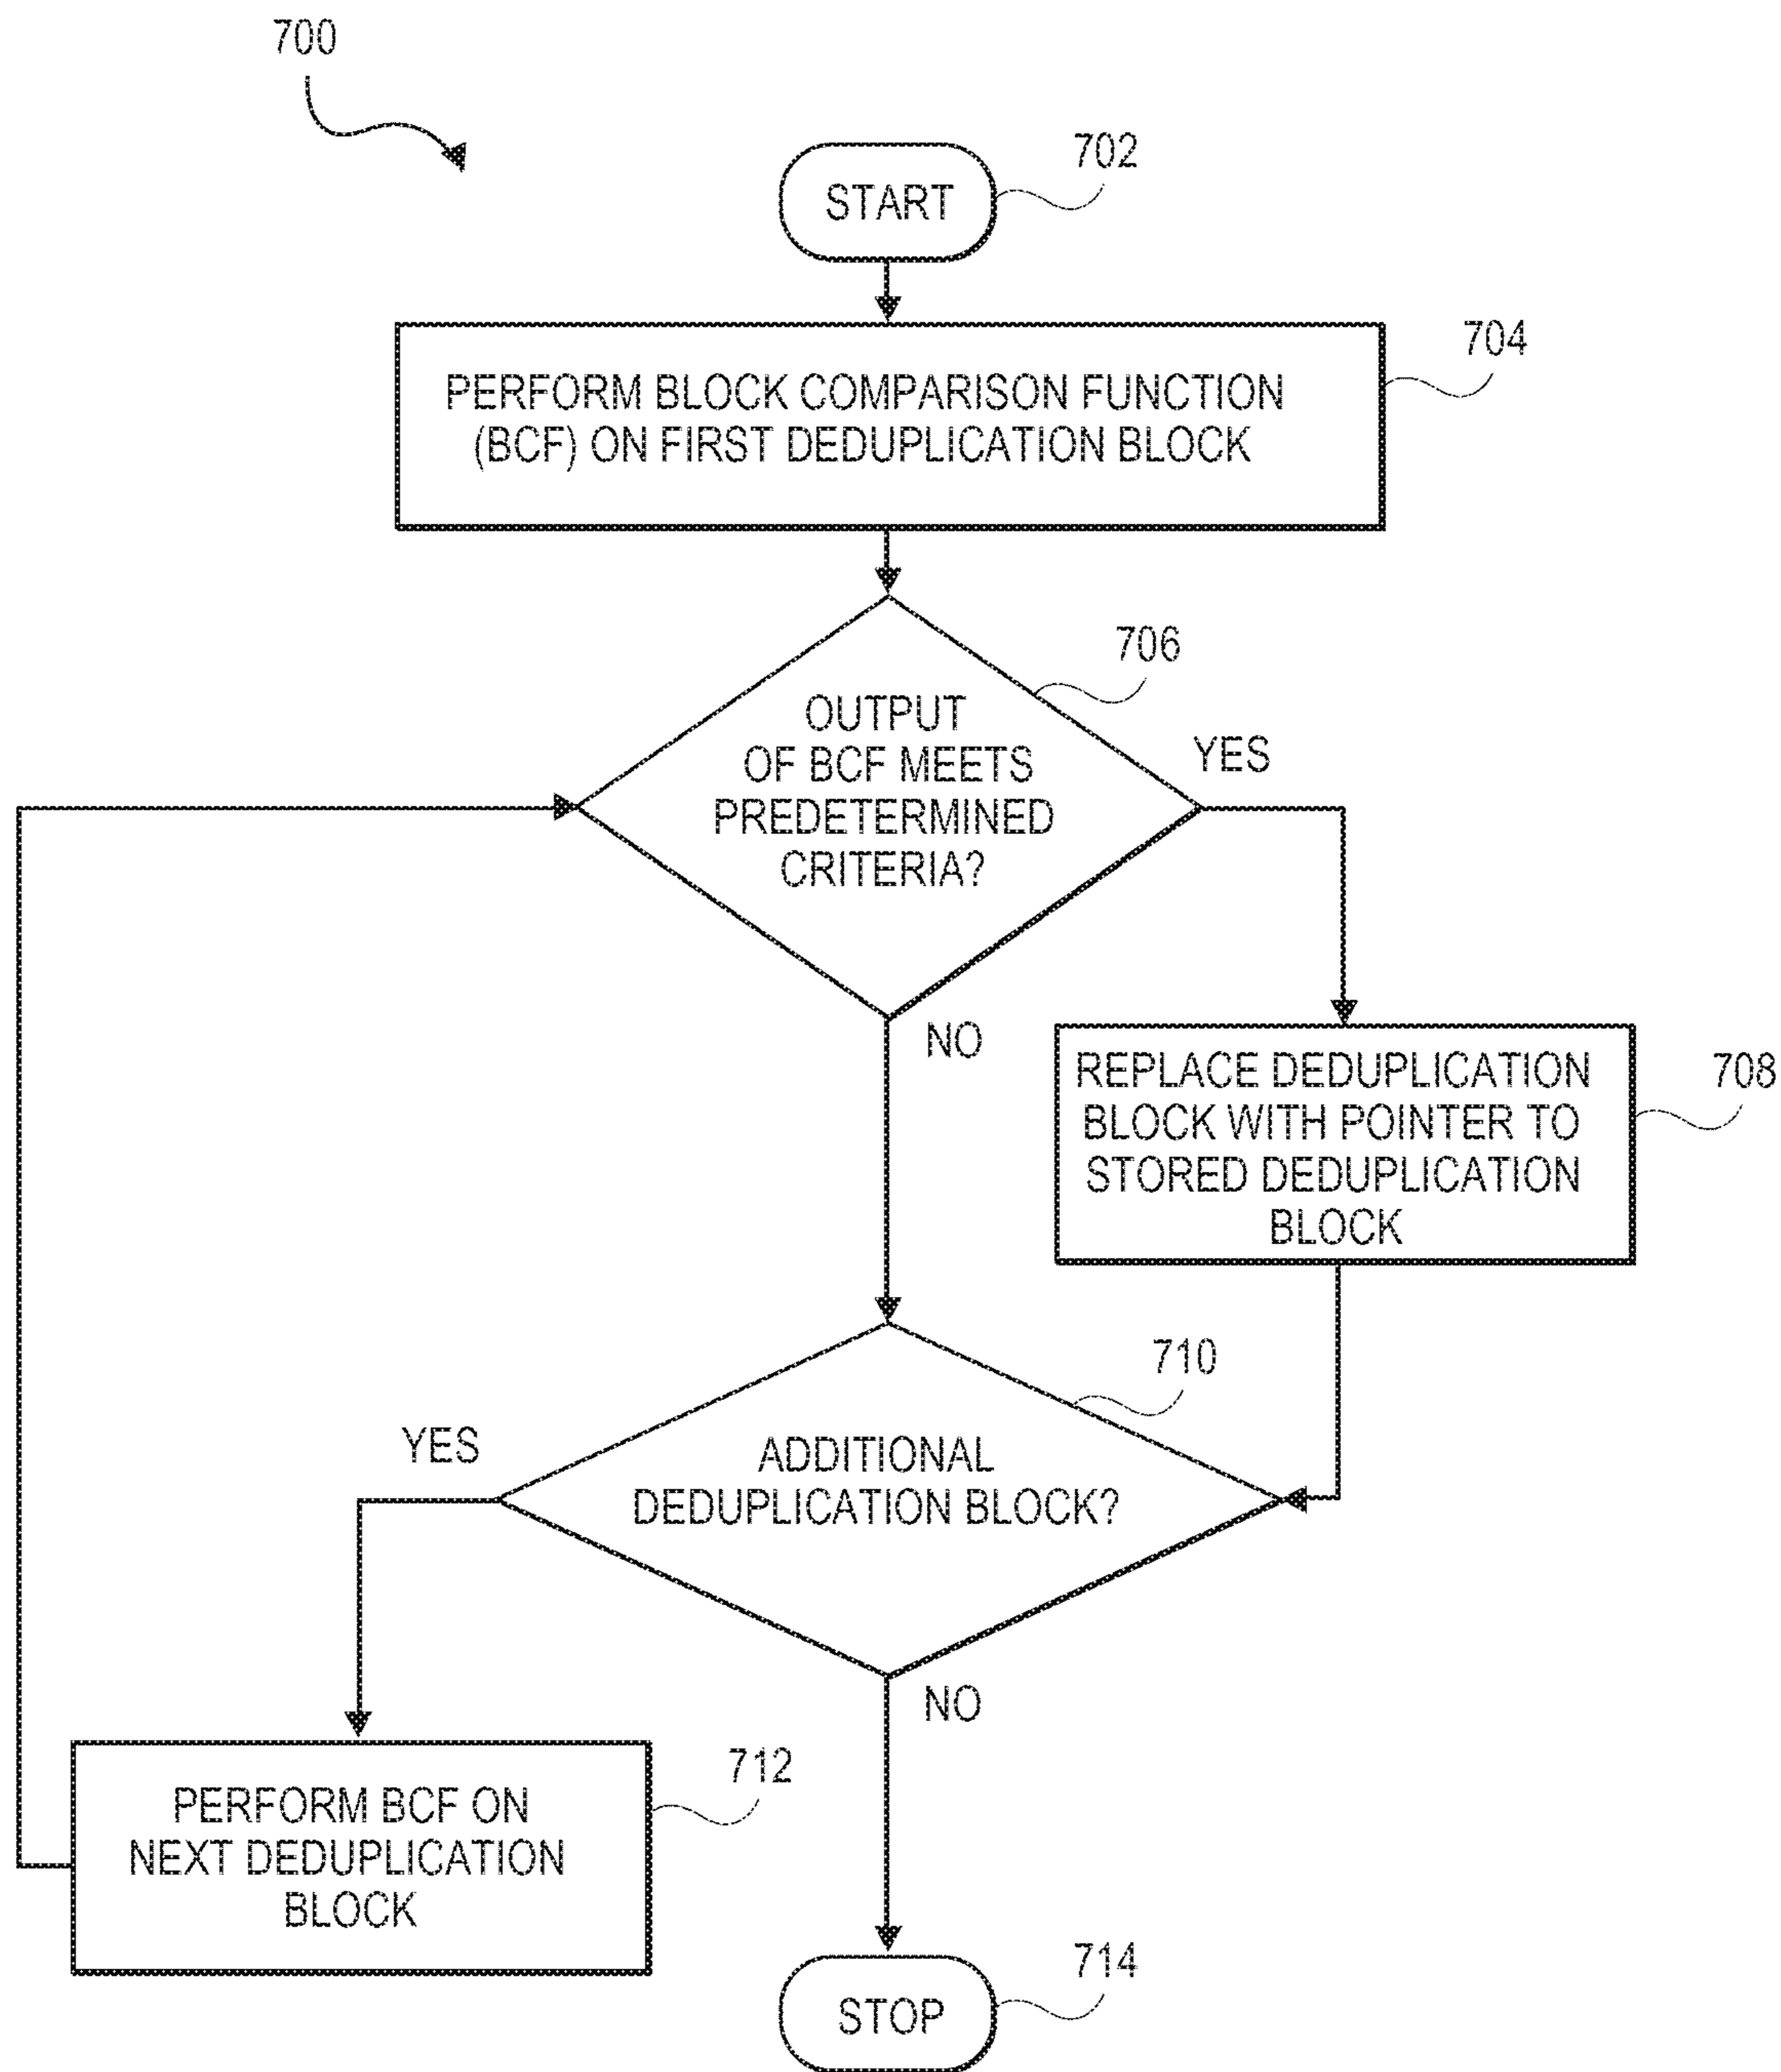 700
702
START
704
PERFORM BLOCK COMPARISON FUNCTION
(BCF) ON FIRST DEDUPLICATION BLOCK
706
OUTPUT
OF BCF MEETS
PREDETERMINED
CRITERIA?
YES
NO
REPLACE DEDUPLICATION
BLOCK WITH POINTER TO
STORED DEDUPLICATION
BLOCK
708
710
YES
ADDITIONAL
DEDUPLICATION BLOCK?
NO
712
PERFORM BCF ON
NEXT DEDUPLICATION
BLOCK
714
STOP